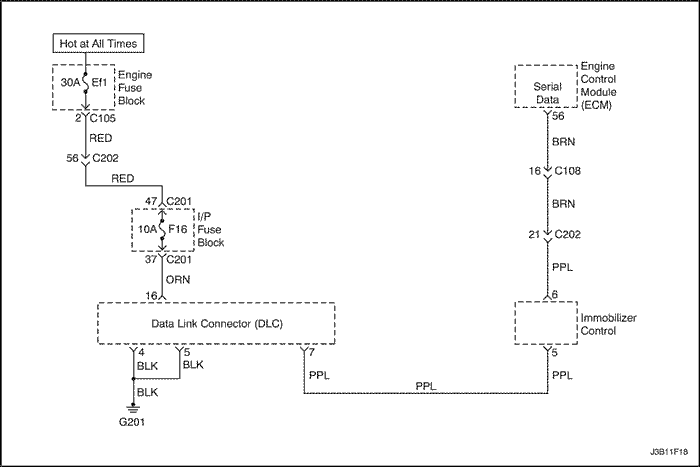 Hot at All Times
30A Ef1
Engine
Fuse
Block
2 C105
RED
56 C202
RED
47 C201
10A F16
I/P
Fuse
Block
37 C201
ORN
16
Data Link Connector (DLC)
4
5
7
BLK
BLK
BLK
G201
PPL
PPL
Serial
Data
Engine
Control
Module
(ECM)
56
BRN
16 C108
BRN
21 C202
PPL
6
Immobilizer
Control
5
PPL
J3B11F18